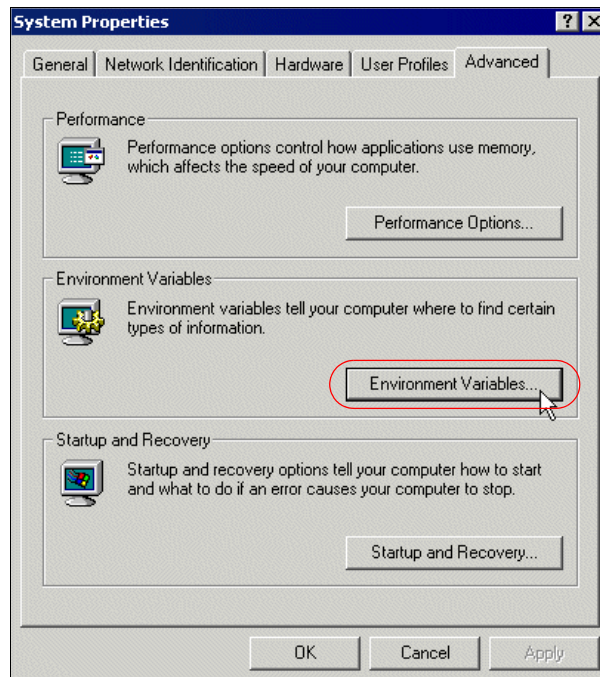 System Properties
General Network Identification Hardware User Profiles Advanced
Performance
Performance options control how applications use memory,
which affects the speed of your computer.
Performance Options...
Environment Variables
Environment variables tell your computer where to find certain
types of information.
Environment Variables...
Startup and Recovery
Startup and recovery options tell your computer how to start
and what to do if an error causes your computer to stop.
Startup and Recovery...
OK Cancel Apply